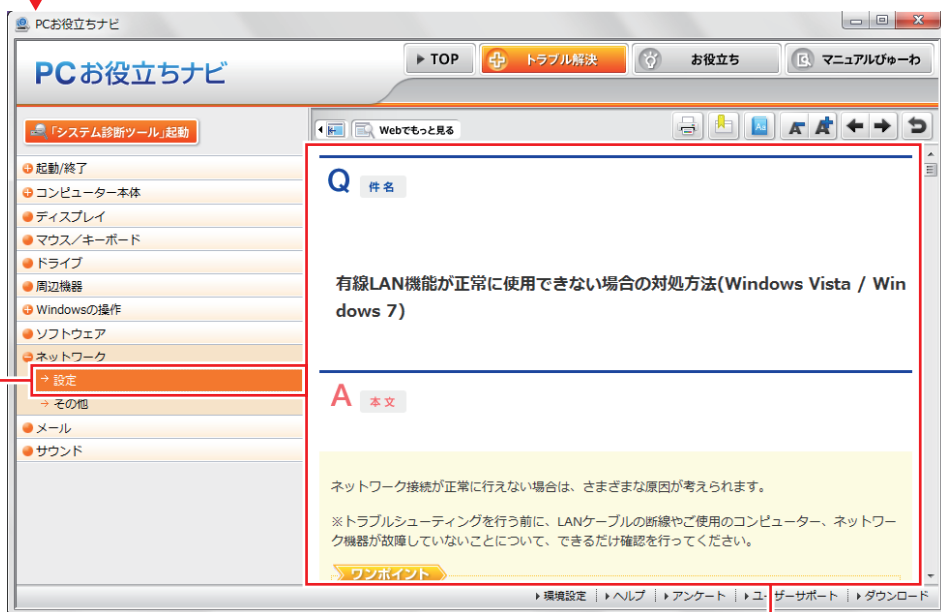 PCお役立ちナビ
PCお役立ちナビ
TOP
トラブル解決
お役立ち
マニュアルびゅーわ
「システム診断ツール」起動
Webでもっと見る
起動/終了
コンピューター本体
ディスプレイ
マウス/キーボード
ドライブ
周辺機器
Windowsの操作
ソフトウェア
ネットワーク
設定
その他
メール
サウンド
Q 件名
有線LAN機能が正常に使用できない場合の対処方法(Windows Vista / Win
dows 7)
A 本文
ネットワーク接続が正常に行えない場合は、さまざまな原因が考えられます。
※トラブルシューティングを行う前に、LANケーブルの断線やご使用のコンピューター、ネットワー
ク機器が故障していないことについて、できるだけ確認を行ってください。
ワンポイント
環境設定 ヘルプ アンケート ユーザーサポート ダウンロード